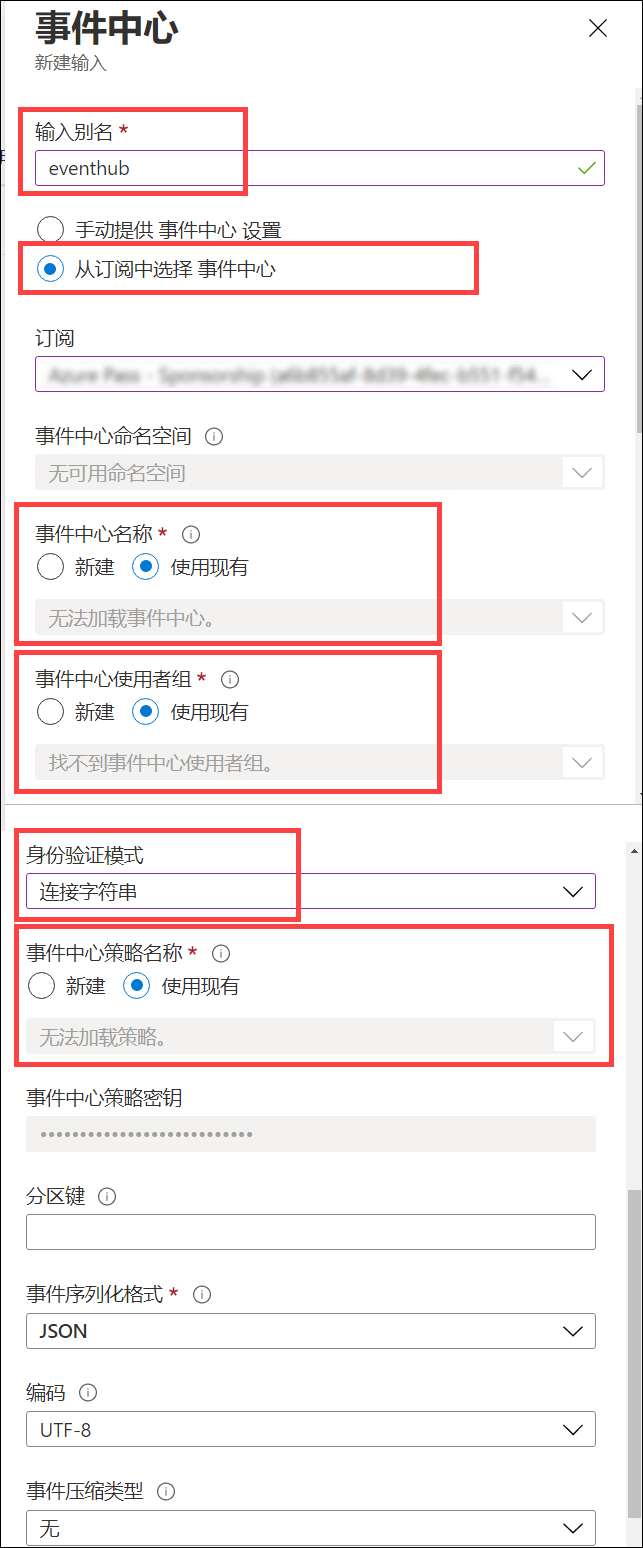 事件中心
新建输入
输入别名 *
eventhub
手动提供 事件中心 设置
从订阅中选择 事件中心
订阅
Azure Pass - Sponsorship
事件中心命名空间
无可用命名空间
事件中心名称 *
新建 使用现有
无法加载事件中心。
事件中心使用者组 *
新建 使用现有
找不到事件中心使用者组。
身份验证模式
连接字符串
事件中心策略名称 *
新建 使用现有
无法加载策略。
事件中心策略密钥
分区键
事件序列化格式 *
JSON
编码
UTF-8
事件压缩类型
无